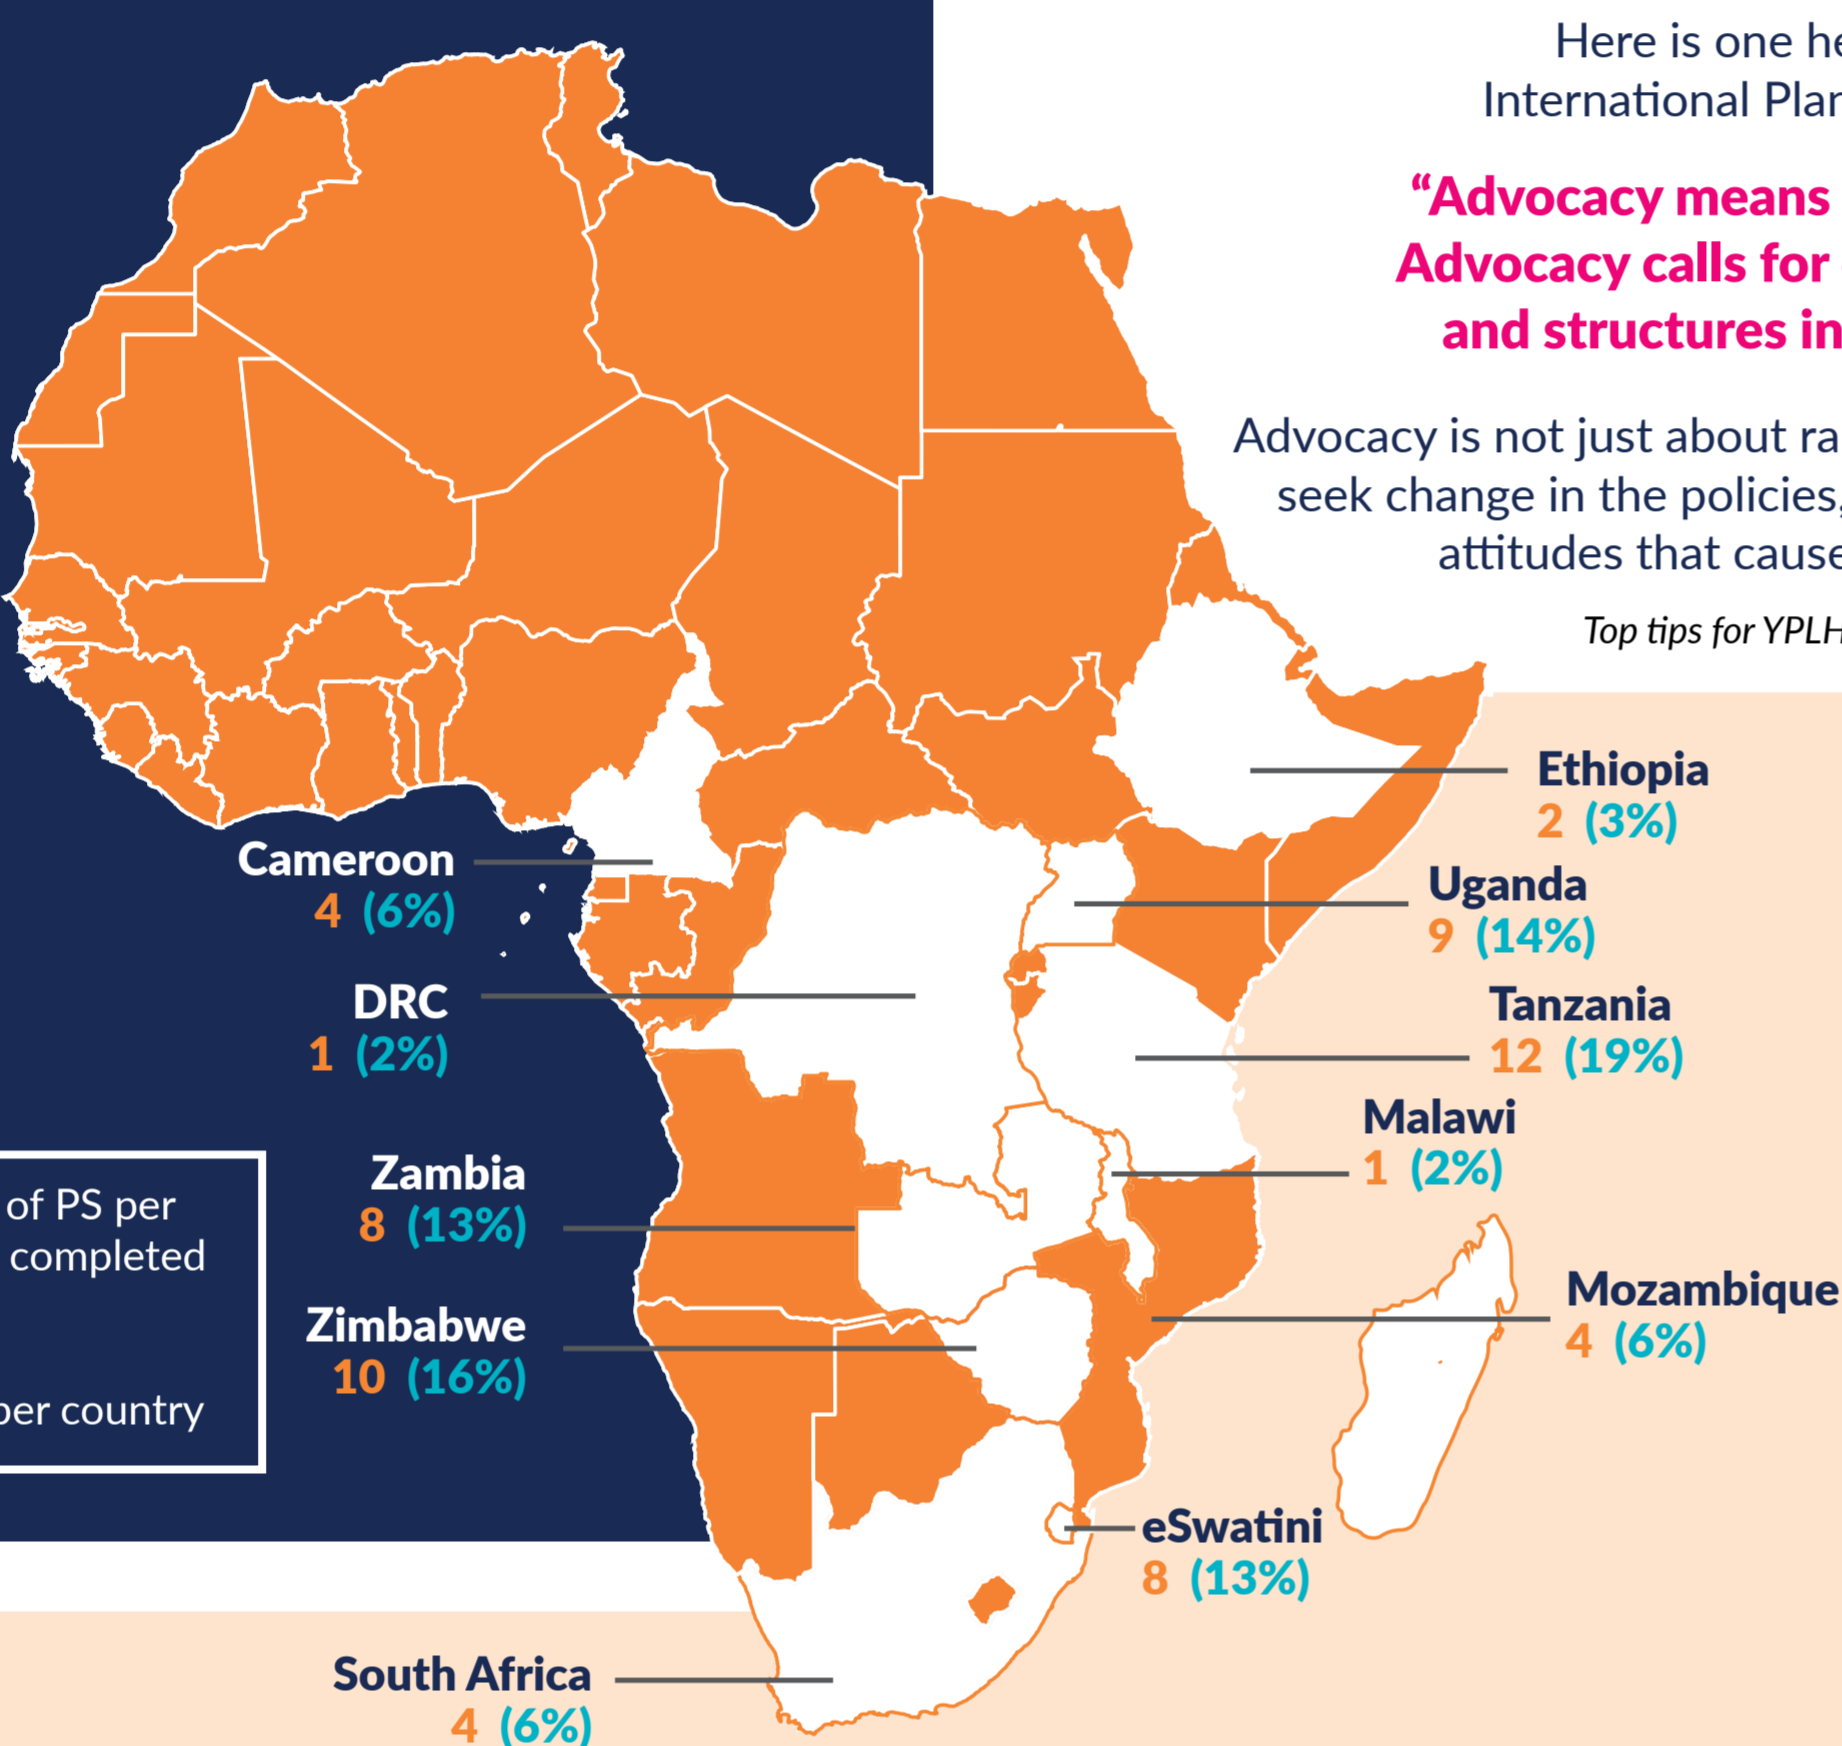 Here is one he
International Plan
“Advocacy means
Advocacy calls for
and structures in
Advocacy is not just about ra
seek change in the policies,
attitudes that cause
Top tips for YPLH
Ethiopia
2 (3%)
Uganda
9 (14%)
Tanzania
12 (19%)
Malawi
1 (2%)
Mozambique
4 (6%)
eSwatini
8 (13%)
Cameroon
4 (6%)
DRC
1 (2%)
Zambia
8 (13%)
Zimbabwe
10 (16%)
South Africa
4 (6%)
of PS per
completed
per country